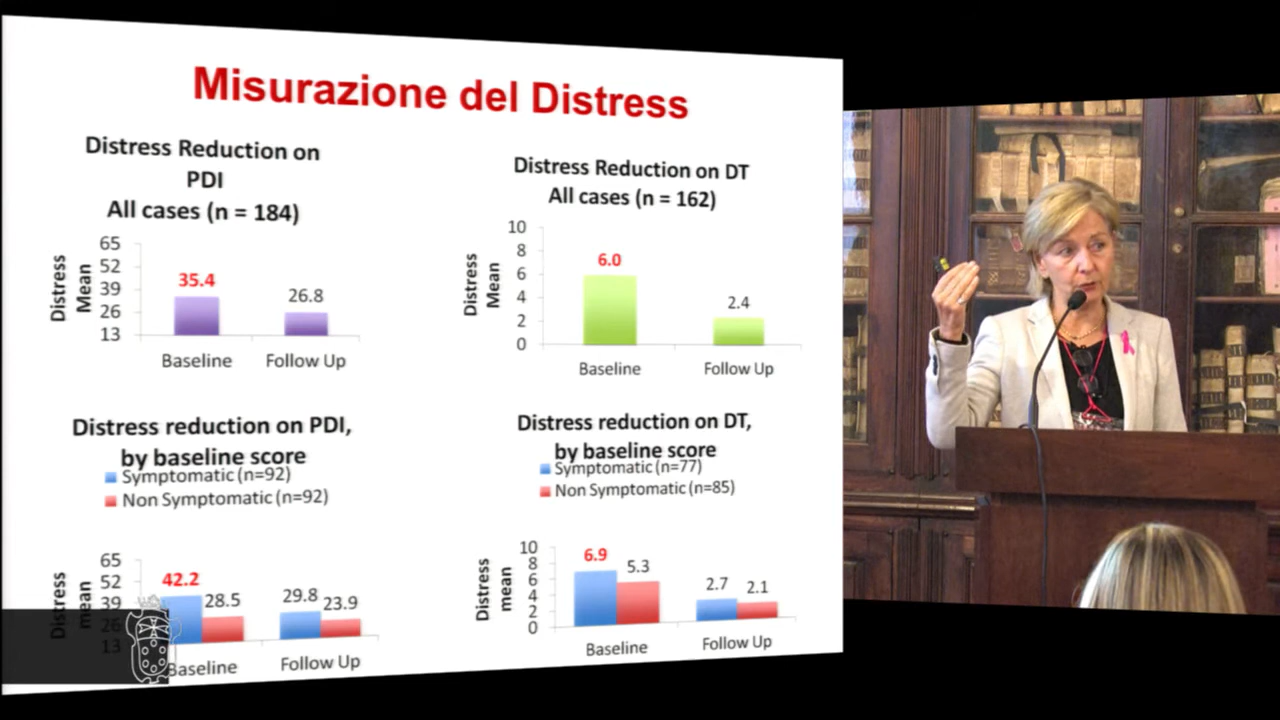 Misurazione del Distress
Distress Reduction on
PDI
All cases (n = 184)
65
52
39
26
13
Distress
Mean
35.4
26.8
Baseline
Follow Up
Distress Reduction on DT
All cases (n = 162)
10
8
6
4
2
0
Distress
Mean
6.0
2.4
Baseline
Follow Up
Distress reduction on PDI,
by baseline score
Symptomatic (n=92)
Non Symptomatic (n=92)
65
52
39
26
13
Distress
mean
42.2
28.5
29.8
23.9
Baseline
Follow Up
Distress reduction on DT,
by baseline score
Symptomatic (n=77)
Non Symptomatic (n=85)
10
8
6
4
2
0
Distress
mean
6.9
5.3
2.7
2.1
Baseline
Follow Up